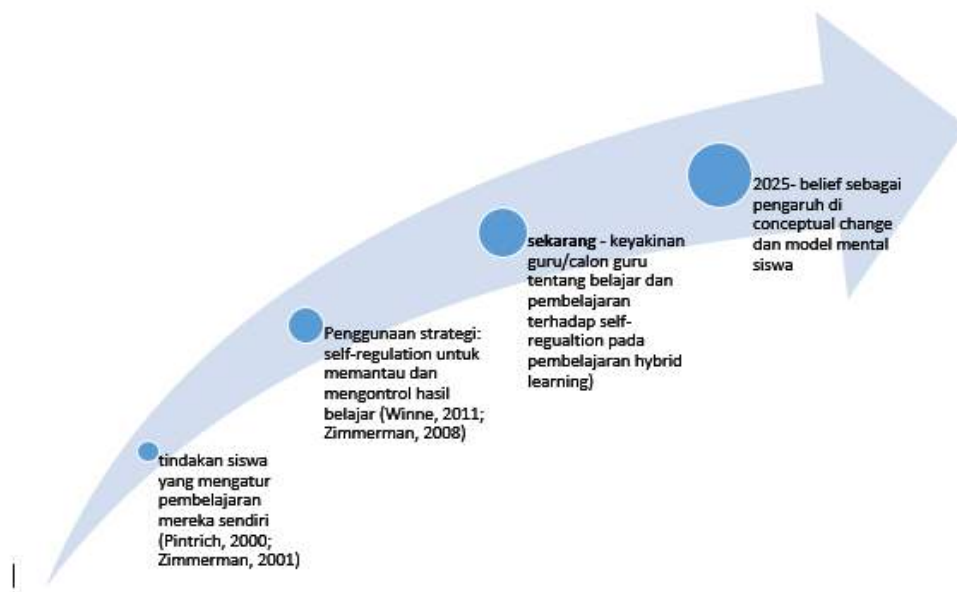 tindakan siswa
yang mengatur
pembelajaran
mereka sendiri
(Pintrich, 2000;
Zimmerman, 2001)
Penggunaan strategi:
self-regulation untuk
memantau dan
mengontrol hasil
belajar (Winne, 2011;
Zimmerman, 2008)
sekarang - keyakinan
guru/calon guru
tentang belajar dan
pembelajaran
terhadap self-
regualtion pada
pembelajaran hybrid
learning)
2025- belief sebagai
pengaruh di
conceptual change
dan model mental
siswa